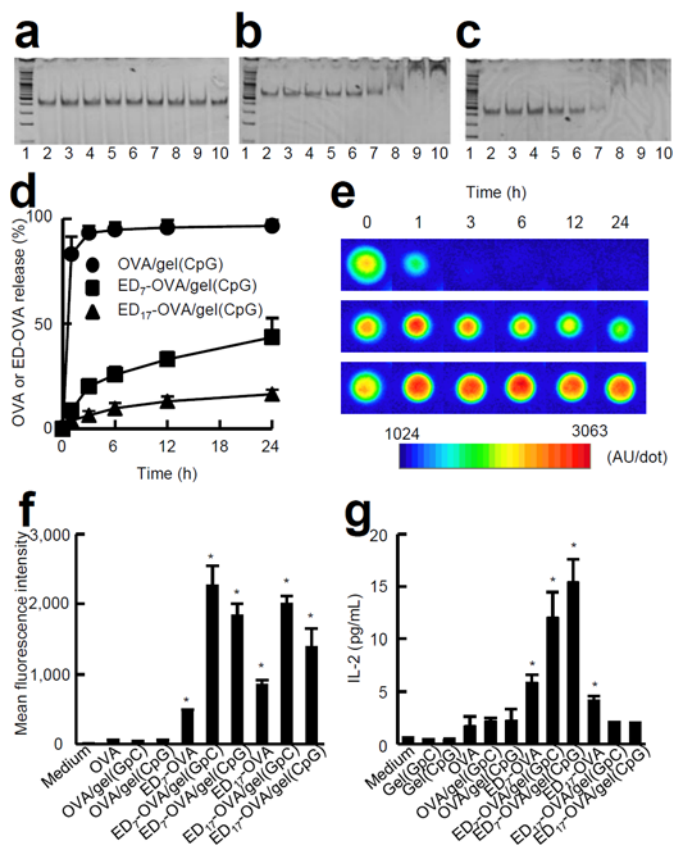 a
b
c
1 2 3 4 5 6 7 8 9 10
1 2 3 4 5 6 7 8 9 10
1 2 3 4 5 6 7 8 9 10
d
OVA or ED-OVA release (%)
100
50
0
OVA/gel(CpG)
ED7-OVA/gel(CpG)
ED17-OVA/gel(CpG)
0 6 12 24
Time (h)
e
Time (h)
0 1 3 6 12 24
1024 3063
(AU/dot)
f
Mean fluorescence intensity
3,000
2,000
1,000
0
* * * * * *
Medium
OVA
OVA/gel(GpC)
OVA/gel(CpG)
ED7-OVA
ED7-OVA/gel(GpC)
ED7-OVA/gel(CpG)
ED17-OVA
ED17-OVA/gel(GpC)
ED17-OVA/gel(CpG)
g
IL-2 (pg/mL)
20
15
10
5
0
* * * *
Medium
Gel(GpC)
Gel(CpG)
OVA
OVA/gel(GpC)
OVA/gel(CpG)
ED7-OVA
ED7-OVA/gel(GpC)
ED7-OVA/gel(CpG)
ED17-OVA
ED17-OVA/gel(GpC)
ED17-OVA/gel(CpG)